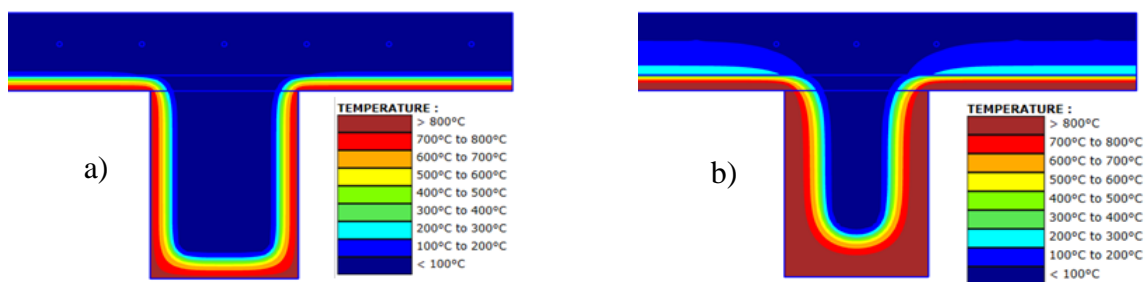 a)
TEMPERATURE :
> 800°C
700°C to 800°C
600°C to 700°C
500°C to 600°C
400°C to 500°C
300°C to 400°C
200°C to 300°C
100°C to 200°C
< 100°C
b)
TEMPERATURE :
> 800°C
700°C to 800°C
600°C to 700°C
500°C to 600°C
400°C to 500°C
300°C to 400°C
200°C to 300°C
100°C to 200°C
< 100°C